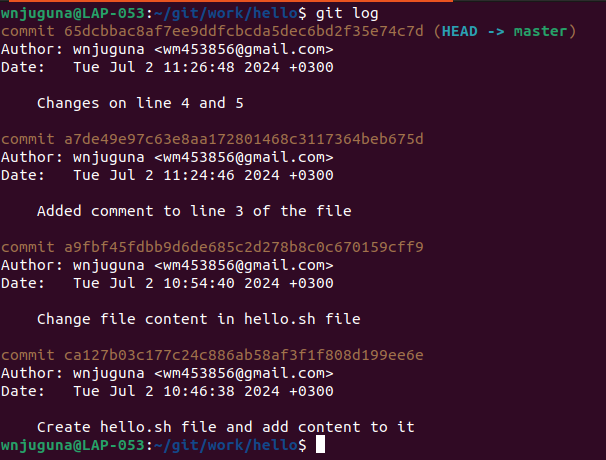 wnjuguna@LAP-053:~/git/work/hello$ git log
commit 65dcbbac8af7ee9ddfcbcda5dec6bd2f35e74c7d (HEAD -> master)
Author: wnjuguna <wm453856@gmail.com>
Date:   Tue Jul 2 11:26:48 2024 +0300
    Changes on line 4 and 5
commit a7de49e97c63e8aa172801468c3117364beb675d
Author: wnjuguna <wm453856@gmail.com>
Date:   Tue Jul 2 11:24:46 2024 +0300
    Added comment to line 3 of the file
commit a9fbf45fdbb9d6de685c2d278b8c0c670159cff9
Author: wnjuguna <wm453856@gmail.com>
Date:   Tue Jul 2 10:54:40 2024 +0300
    Change file content in hello.sh file
commit ca127b03c177c24c886ab58af3f1f808d199ee6e
Author: wnjuguna <wm453856@gmail.com>
Date:   Tue Jul 2 10:46:38 2024 +0300
    Create hello.sh file and add content to it
wnjuguna@LAP-053:~/git/work/hello$